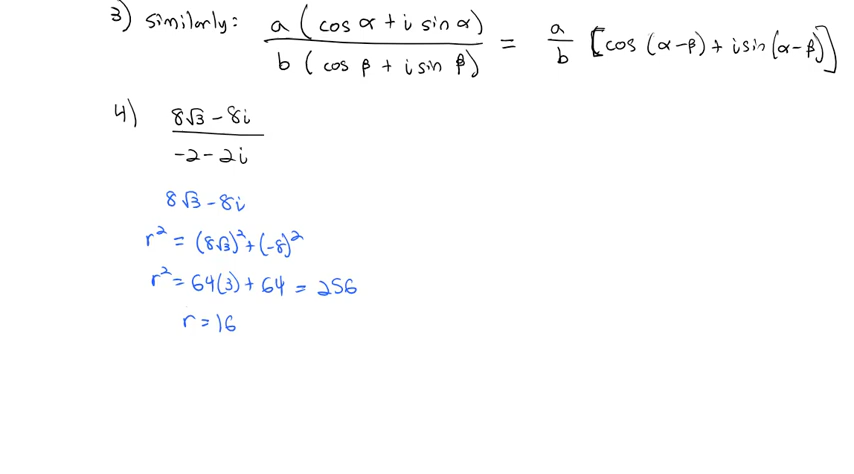 3) similarly: a (cos α + i sin α) / b (cos β + i sin β) = a/b [cos (α-β) + i sin (α-β)]
4) 8√3 - 8i / -2 - 2i
8√3 - 8i
r² = (8√3)² + (-8)²
r² = 64(3) + 64 = 256
r = 16